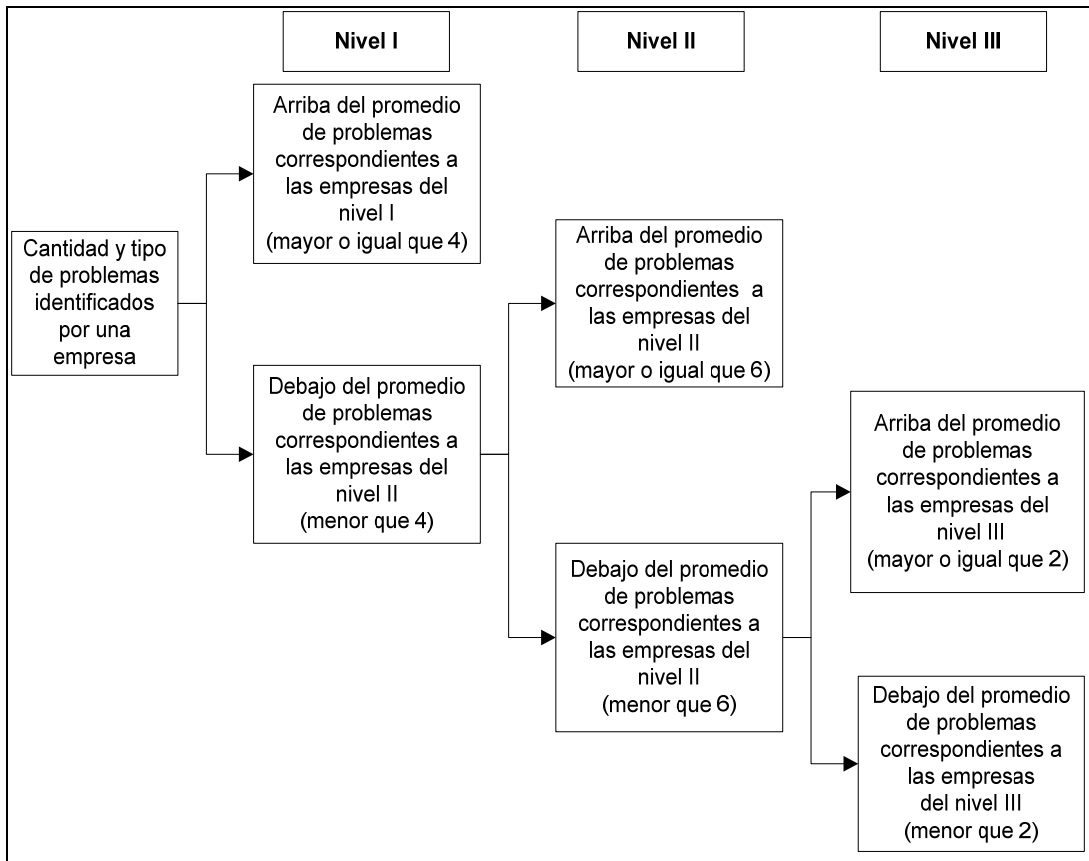 Nivel I
Nivel II
Nivel III
Cantidad y tipo
de problemas
identificados
por una
empresa
Arriba del promedio
de problemas
correspondientes a
las empresas del
nivel I
(mayor o igual que 4)
Debajo del promedio
de problemas
correspondientes a
las empresas del
nivel II
(menor que 4)
Arriba del promedio
de problemas
correspondientes a
las empresas del
nivel II
(mayor o igual que 6)
Debajo del promedio
de problemas
correspondientes a
las empresas del
nivel II
(menor que 6)
Arriba del promedio
de problemas
correspondientes a
las empresas del
nivel III
(mayor o igual que 2)
Debajo del promedio
de problemas
correspondientes a
las empresas
del nivel III
(menor que 2)